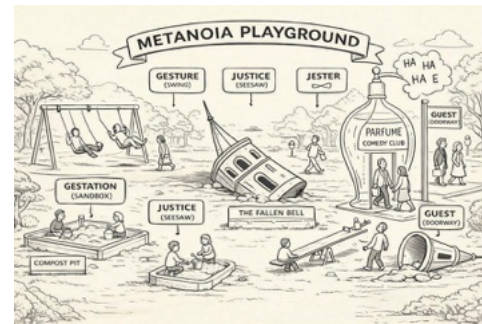 METANOIA PLAYGROUND
HA HA
HA E
GESTURE
(SWING)
JUSTICE
(SEESAW)
JESTER
GUEST
(DOORWAY)
PARFUME
COMEDY CLUB
GESTATION
(SANDBOX)
JUSTICE
(SEESAW)
THE FALLEN BELL
GUEST
(DOORWAY)
COMPOST PIT